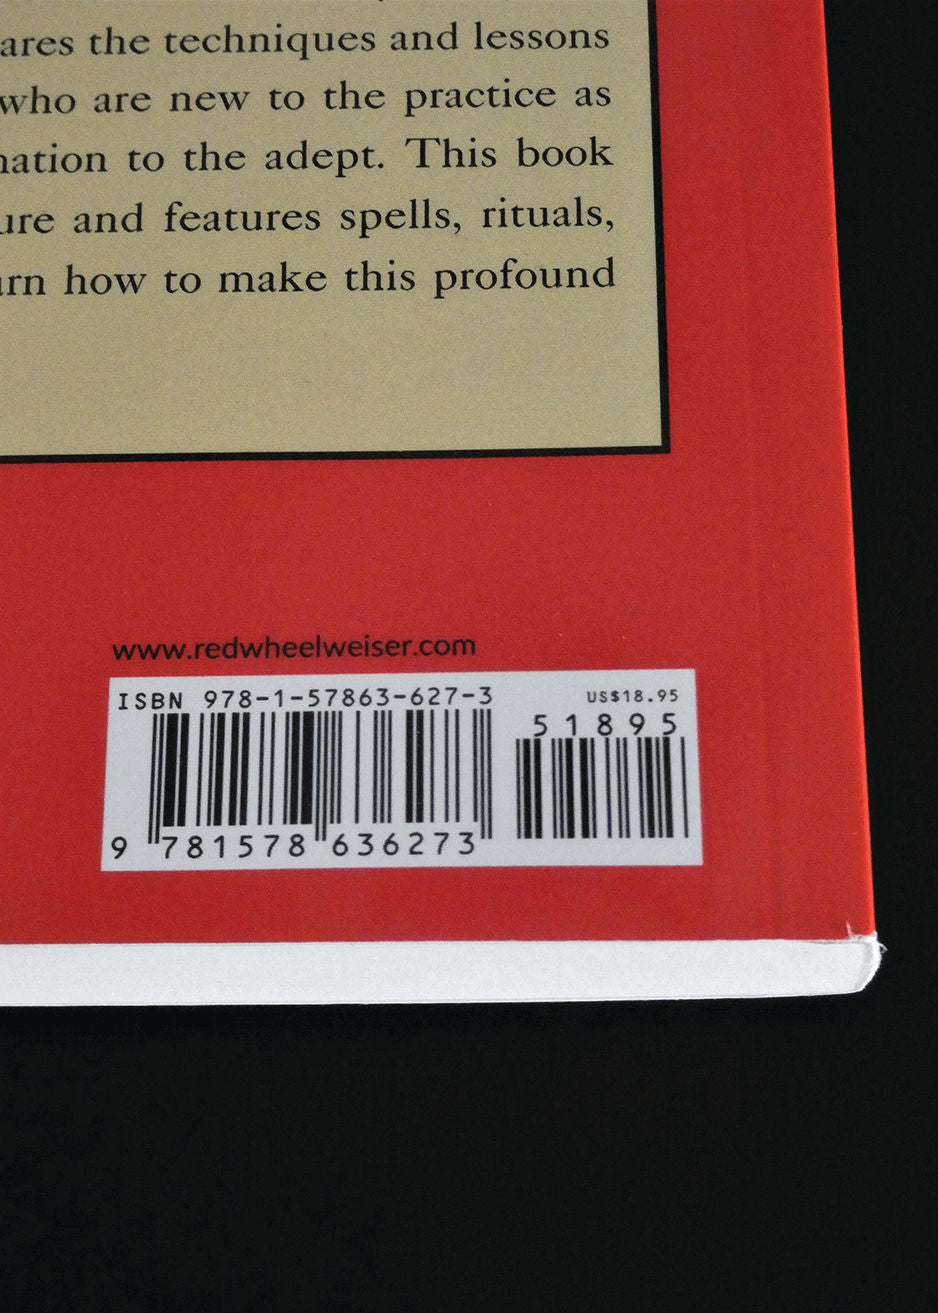 ares the techniques and lessons
who are new to the practice as
nation to the adept. This book
ure and features spells, rituals,
rn how to make this profound
www.redwheelweiser.com
ISBN 978-1-57863-627-3
US$18.95
51895
9 781578 636273